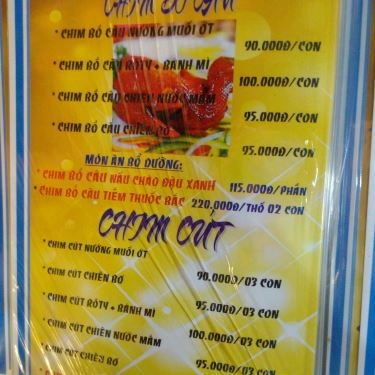 CHIM BỒ CÂU
* CHIM BỒ CÂU NƯỚNG MUỐI ỚT 90.000Đ/CON
* CHIM BỒ CÂU RÔTY + BÁNH MÌ 100.000Đ/CON
* CHIM BỒ CÂU CHIÊN NƯỚC MẮM 95.000Đ/CON
* CHIM BỒ CÂU CHIÊN BƠ 95.000Đ/CON
MÓN ĂN BỔ DƯỠNG:
* CHIM BỒ CÂU NẤU CHÁO ĐẬU XANH 115.000Đ/PHẦN
* CHIM BỒ CÂU TIỀM THUỐC BẮC 220.000Đ/THỐ 02 CON
CHIM CÚT
* CHIM CÚT NƯỚNG MUỐI ỚT 90.000Đ/03 CON
* CHIM CÚT CHIÊN BƠ 95.000Đ/03 CON
* CHIM CÚT RÔTY + BÁNH MÌ 100.000Đ/03 CON
* CHIM CÚT CHIÊN NƯỚC MẮM 95.000Đ/03 CON
* CHIM CÚT CHIÊN BƠ